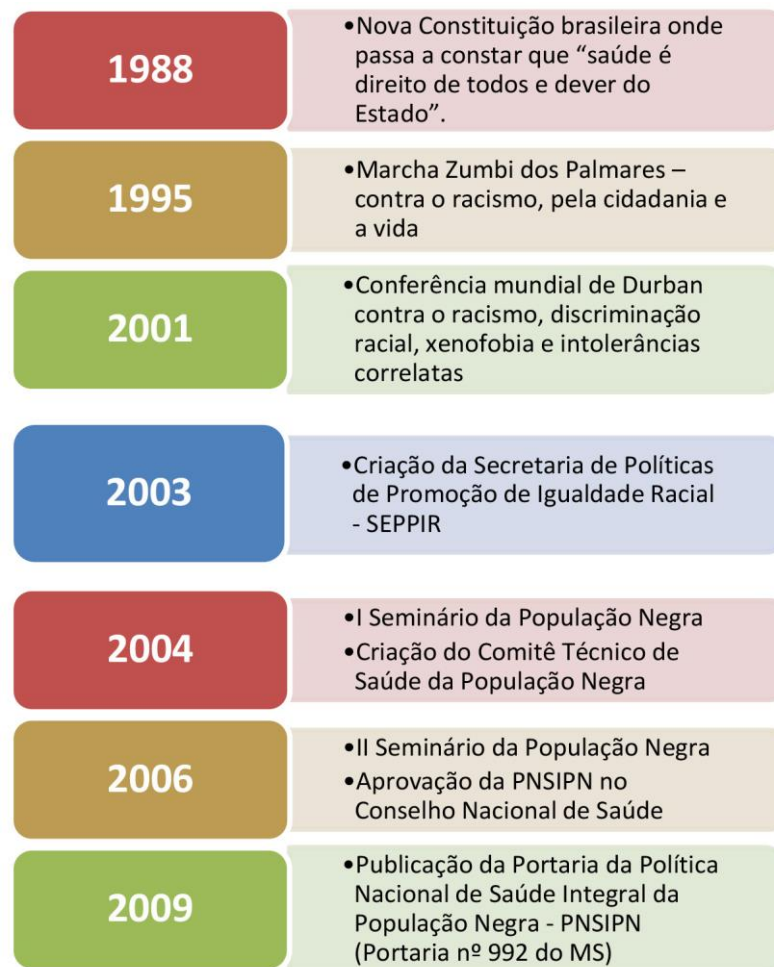 1988
•Nova Constituição brasileira onde
passa a constar que “saúde é
direito de todos e dever do
Estado”.
1995
•Marcha Zumbi dos Palmares –
contra o racismo, pela cidadania e
a vida
2001
•Conferência mundial de Durban
contra o racismo, discriminação
racial, xenofobia e intolerâncias
correlatas
2003
•Criação da Secretaria de Políticas
de Promoção de Igualdade Racial
- SEPPIR
2004
•I Seminário da População Negra
•Criação do Comitê Técnico de
Saúde da População Negra
2006
•II Seminário da População Negra
•Aprovação da PNSIPN no
Conselho Nacional de Saúde
2009
•Publicação da Portaria da Política
Nacional de Saúde Integral da
População Negra - PNSIPN
(Portaria nº 992 do MS)